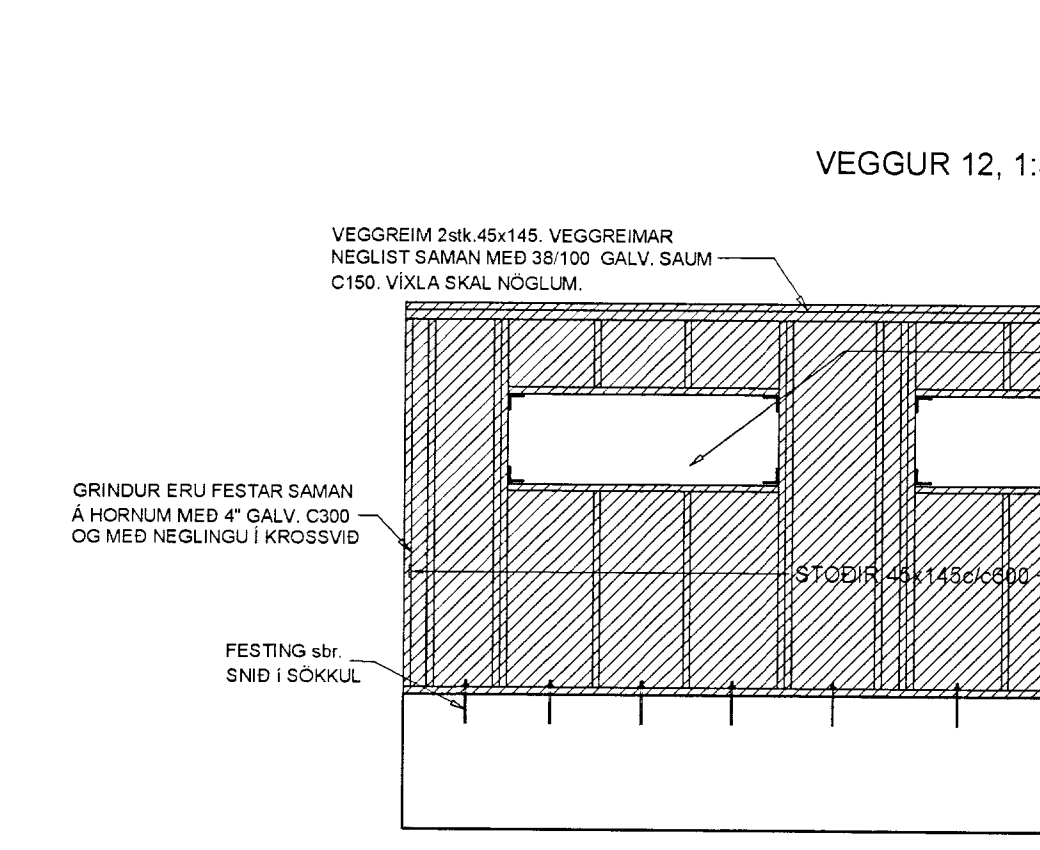 VEGGUR 12, 1:
VEGGREIM 2stk.45x145. VEGGREIMAR
NEGLIST SAMAN MEÐ 38/100 GALV. SAUM
C150. VÍXLA SKAL NÖGLUM.
GRINDUR ERU FESTAR SAMAN
Á HORNUM MEÐ 4" GALV. C300
OG MEÐ NEGLINGU Í KROSSVIÐ
STOÐIR 45x145c/c600
FESTING sbr.
SNIÐ Í SÖKKUL